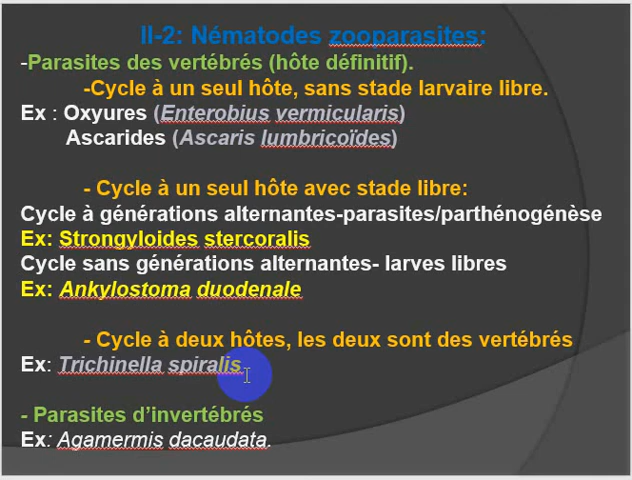 II-2: Nématodes zooparasites:
-Parasites des vertébrés (hôte définitif).
-Cycle à un seul hôte, sans stade larvaire libre.
Ex : Oxyures (Enterobius vermicularis)
Ascarides (Ascaris lumbricoïdes)
- Cycle à un seul hôte avec stade libre:
Cycle à générations alternantes-parasites/parthénogénèse
Ex: Strongyloides stercoralis
Cycle sans générations alternantes- larves libres
Ex: Ankylostoma duodenale
- Cycle à deux hôtes, les deux sont des vertébrés
Ex: Trichinella spiralis
- Parasites d’invertébrés
Ex: Agamermis dacaudata.